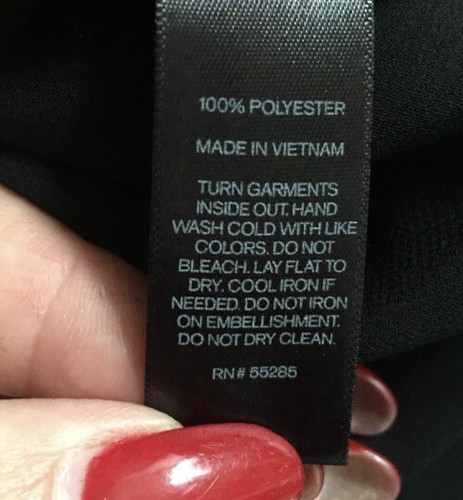 100% POLYESTER
MADE IN VIETNAM
TURN GARMENTS
INSIDE OUT. HAND
WASH COLD WITH LIKE
COLORS. DO NOT
BLEACH. LAY FLAT TO
DRY. COOL IRON IF
NEEDED. DO NOT IRON
ON EMBELLISHMENT.
DO NOT DRY CLEAN.
RN# 55285